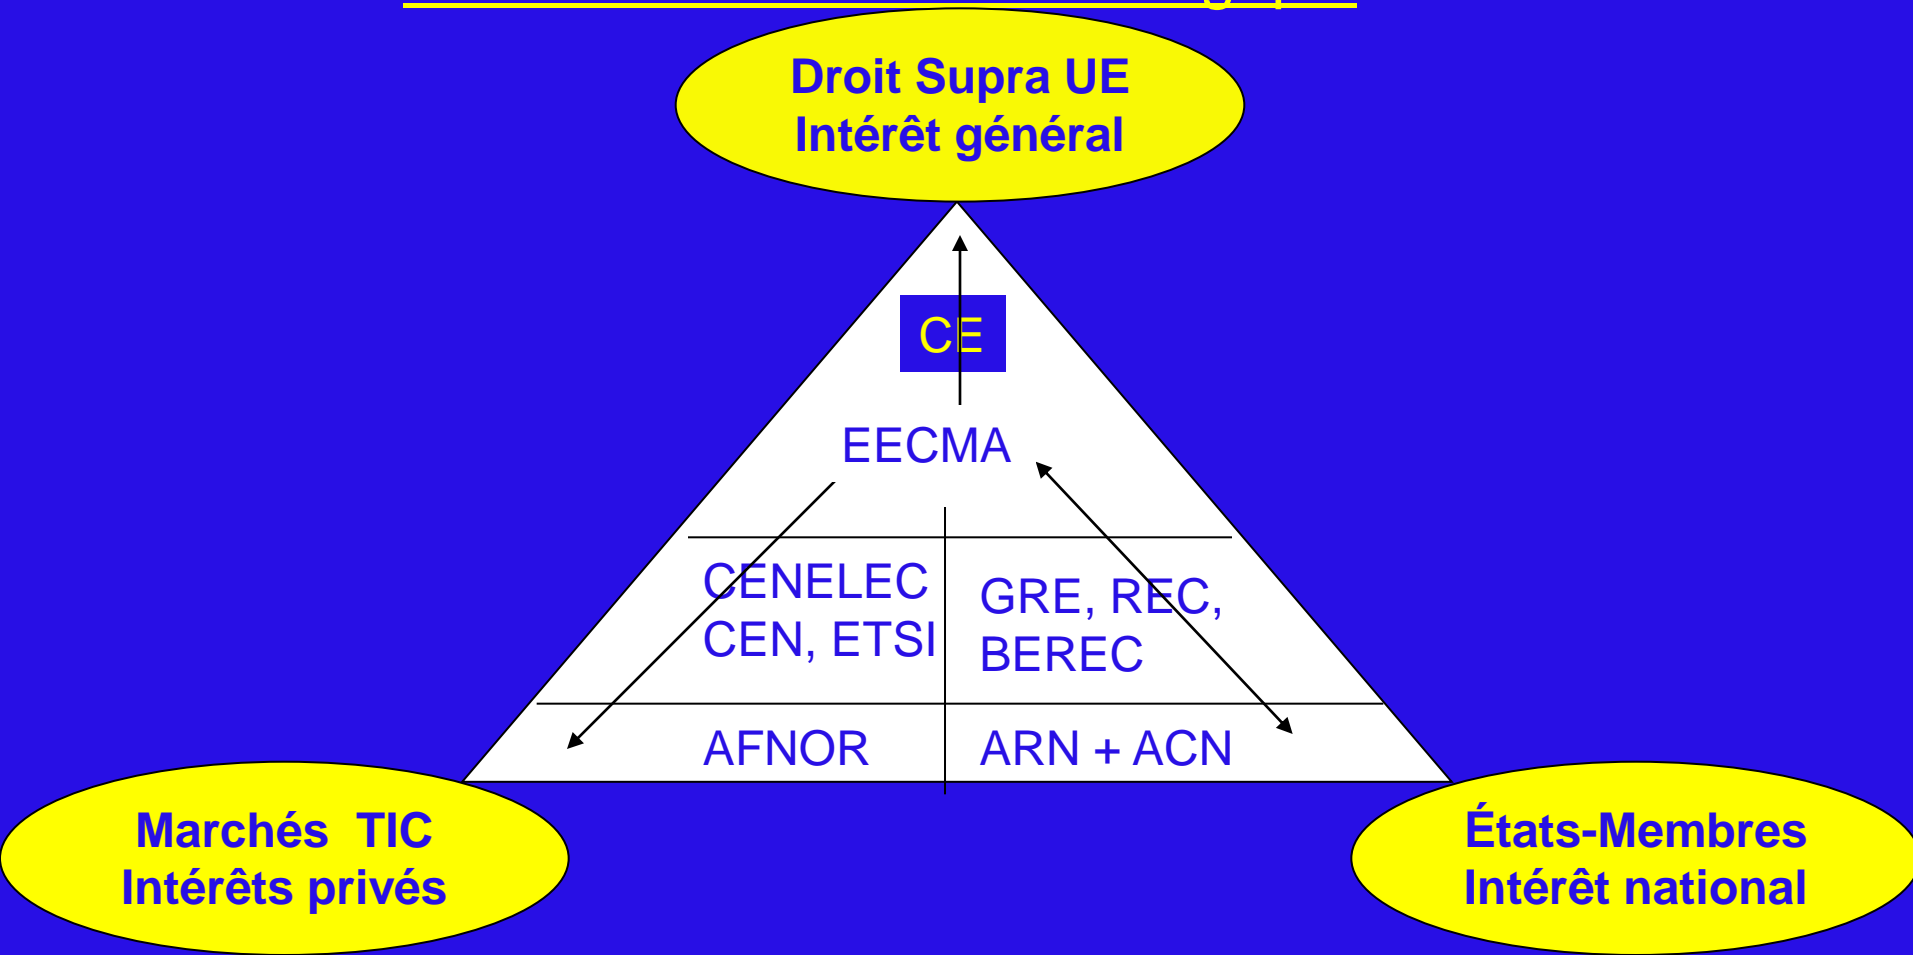 Droit Supra UE
Intérêt général
CE
EECMA
CENELEC
CEN, ETSI
GRE, REC,
BEREC
AFNOR
ARN + ACN
Marchés TIC
Intérêts privés
États-Membres
Intérêt national